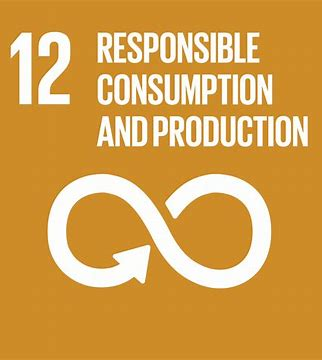 12 RESPONSIBLE
CONSUMPTION
AND PRODUCTION